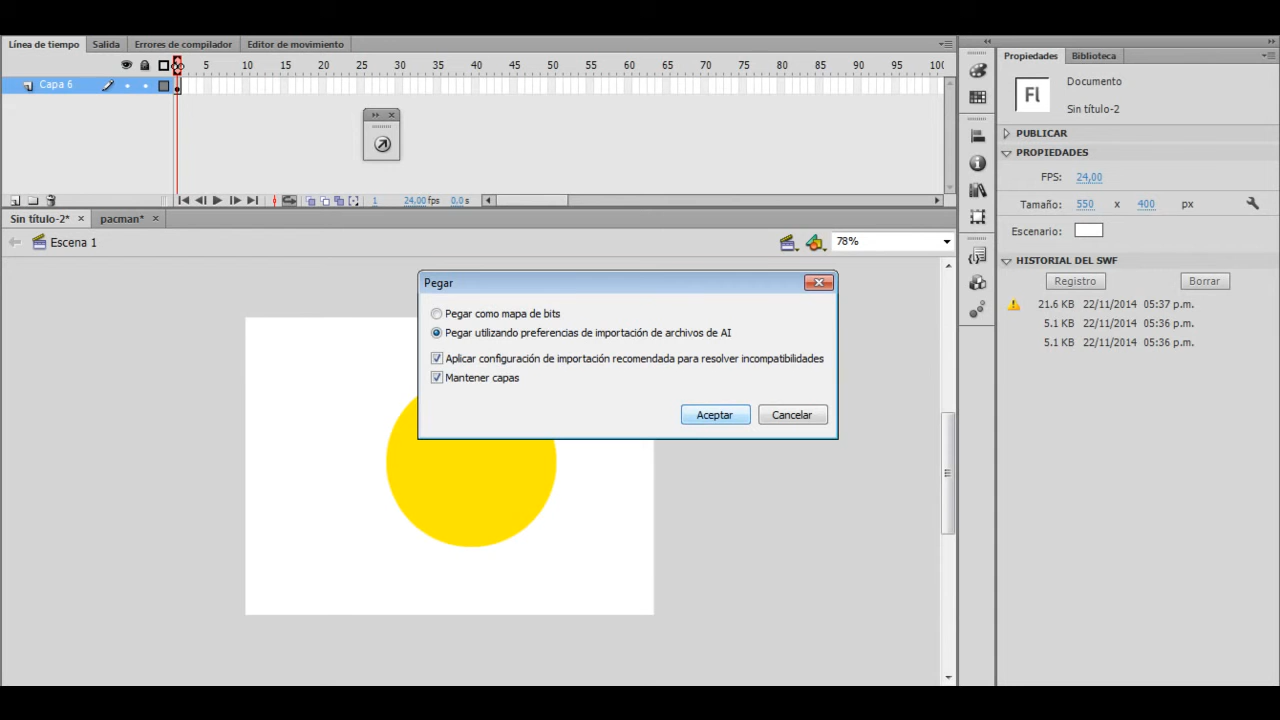 Línea de tiempo Salida Errores de compilador Editor de movimiento
5 10 15 20 25 30 35 40 45 50 55 60 65 70 75 80 85 90 95 100
Capa 6
1 24,00 fps 0,0 s
Sin título-2* pacman*
Escena 1 78%
Pegar
Pegar como mapa de bits
Pegar utilizando preferencias de importación de archivos de AI
Aplicar configuración de importación recomendada para resolver incompatibilidades
Mantener capas
Aceptar Cancelar
Propiedades Biblioteca
Fl
Documento
Sin título-2
PUBLICAR
PROPIEDADES
FPS: 24,00
Tamaño: 550 x 400 px
Escenario:
HISTORIAL DEL SWF
Registro Borrar
21.6 KB 22/11/2014 05:37 p.m.
5.1 KB 22/11/2014 05:36 p.m.
5.1 KB 22/11/2014 05:36 p.m.